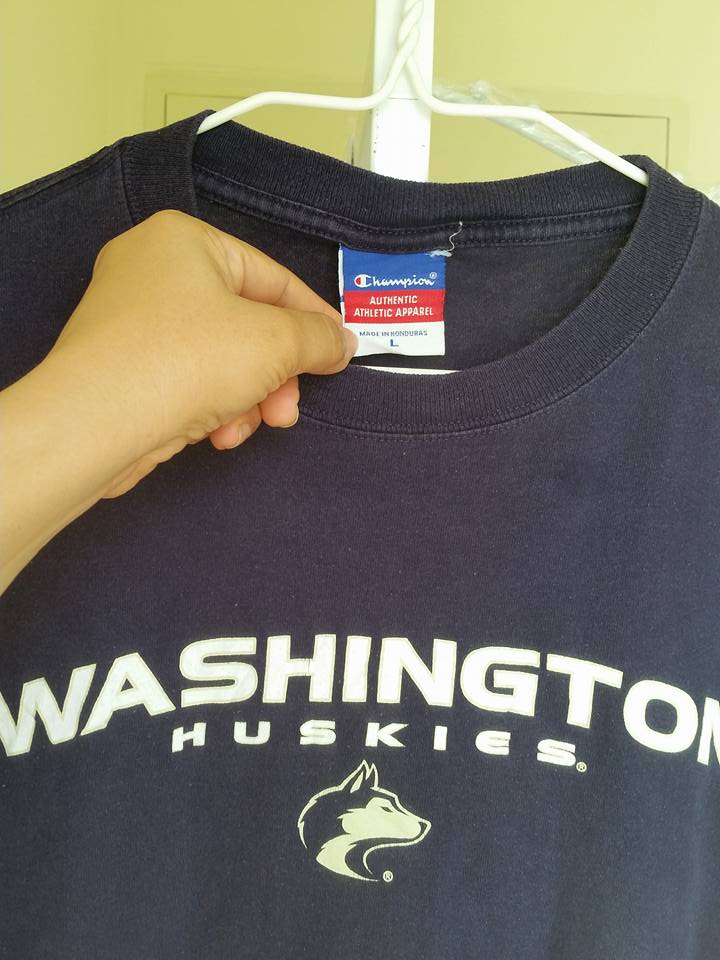 Champion®
AUTHENTIC
ATHLETIC APPAREL
MADE IN HONDURAS
L
WASHINGTON
HUSKIES®
®